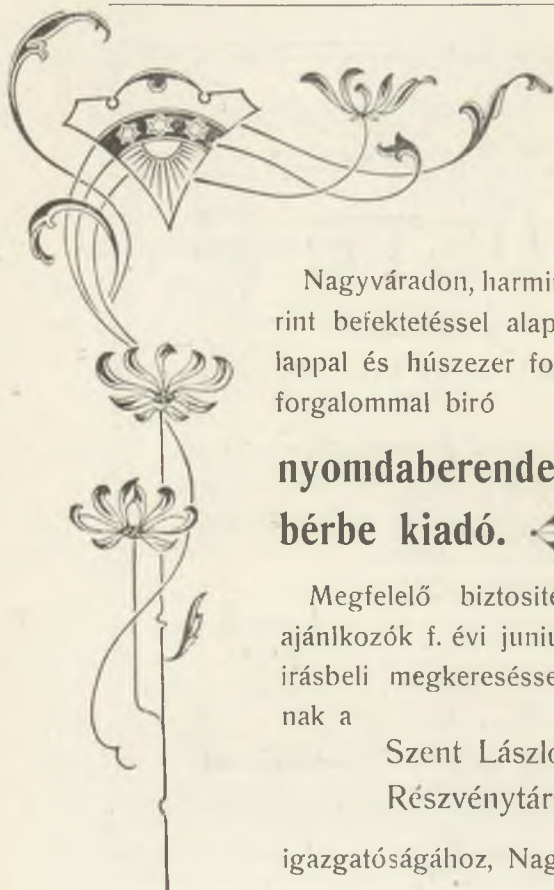 Nagyváradon, harmi
rint befektetéssel alap
lappal és húszezer fo
forgalommal biró
nyomdaberende
bérbe kiadó.
Megfelelő biztosite
ajánlkozók f. évi juniu
irásbeli megkeresésse
nak a
Szent Lászlo
Részvénytár
igazgatóságához, Nag